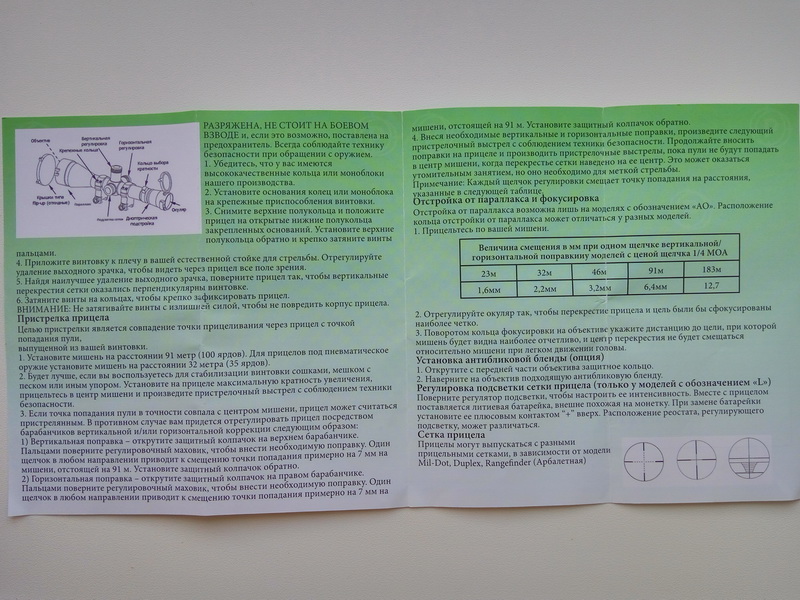 Объектив
Вертикальная
регулировка
Крепежные кольца
Горизонтальная
регулировка
Кольцо выбора
кратности
Крышки типа
Диоптрическая
подстройка
Окуляр
РАЗРЯЖЕНА, НЕ СТОИТ НА БОЕВОМ
ВЗВОДЕ и, если это возможно, поставлена на
предохранитель. Всегда соблюдайте технику
безопасности при обращении с оружием.
1. Убедитесь, что у вас имеются
высококачественные кольца или моноблоки
нашего производства.
2. Установите основания колец или моноблока
на крепежные приспособления винтовки.
3. Снимите верхние полукольца и положите
прицел на открытые нижние полукольца
закрепленных оснований. Установите верхние
полукольца обратно и крепко затяните винты
пальцами.
4. Приложите винтовку к плечу в вашей естественной стойке для стрельбы. Отрегулируйте
удаление выходного зрачка, чтобы видеть через прицел все поле зрения.
5. Найдя наилучшее удаление выходного зрачка, поверните прицел так, чтобы вертикальные
перекрестия сетки оказались перпендикулярны винтовке.
6. Затяните винты на кольцах, чтобы крепко зафиксировать прицел.
ВНИМАНИЕ: Не затягивайте винты с излишней силой, чтобы не повредить корпус прицела.
Пристрелка прицела
Целью пристрелки является совпадение точки прицеливания через прицел с точкой
попадания пули,
выпущенной из вашей винтовки.
1. Установите мишень на расстоянии 91 метр (100 ярдов). Для прицелов под пневматическое
оружие установите мишень на расстоянии 32 метра (35 ярдов).
2. Будет лучше, если вы воспользуетесь для стабилизации винтовки сошками, мешком с
песком или иным упором. Установите на прицеле максимальную кратность увеличения,
прицельтесь в центр мишени и произведите пристрелочный выстрел с соблюдением техники
безопасности.
3. Если точка попадания пули в точности совпала с центром мишени, прицел может считаться
пристрелянным. В противном случае вам придется отрегулировать прицел посредством
барабанчиков вертикальной и/или горизонтальной коррекции следующим образом:
1) Вертикальная поправка – открутите защитный колпачок на верхнем барабанчике.
Пальцами поверните регулировочный маховик, чтобы внести необходимую поправку. Один
щелчок в любом направлении приводит к смещению точки попадания примерно на 7 мм на
мишени, отстоящей на 91 м. Установите защитный колпачок обратно.
2) Горизонтальная поправка – открутите защитный колпачок на правом барабанчике.
Пальцами поверните регулировочный маховик, чтобы внести необходимую поправку. Один
щелчок в любом направлении приводит к смещению точки попадания примерно на 7 мм на
мишени, отстоящей на 91 м. Установите защитный колпачок обратно.
4. Внеся необходимые вертикальные и горизонтальные поправки, произведите следующий
пристрелочный выстрел с соблюдением техники безопасности. Продолжайте вносить
поправки на прицеле и производить пристрелочные выстрелы, пока пули не будут попадать
в центр мишени, когда перекрестье сетки наведено на ее центр. Это может оказаться
утомительным занятием, но оно необходимо для меткой стрельбы.
Примечание: Каждый щелчок регулировки смещает точку попадания на расстояния,
указанные в следующей таблице.
Отстройка от параллакса и фокусировка
Отстройка от параллакса возможна лишь на моделях с обозначением «АО». Расположение
кольца отстройки от параллакса может отличаться у разных моделей.
1. Прицельтесь по вашей мишени.
Величина смещения в мм при одном щелчке вертикальной/
горизонтальной поправкину моделей с ценой щелчка 1/4 МОА
23м 32м 46м 91м 183м
1,6мм 2,2мм 3,2мм 6,4мм 12,7
2. Отрегулируйте окуляр так, чтобы перекрестие прицела и цель были бы сфокусированы
наиболее четко.
3. Поворотом кольца фокусировки на объективе укажите дистанцию до цели, при которой
мишень будет видна наиболее отчетливо, и центр перекрестия не будет смещаться
относительно мишени при легком движении головы.
Установка антибликовой бленды (опция)
1. Открутите с передней части объектива защитное кольцо.
2. Наверните на объектив подходящую антибликовую бленду.
Регулировка подсветки сетки прицела (только у моделей с обозначением «L»)
Поверните регулятор подсветки, чтобы настроить ее интенсивность. Вместе с прицелом
поставляется литиевая батарейка, внешне похожая на монетку. При замене батарейки
установите ее плюсовым контактом "+" вверх. Расположение реостата, регулирующего
подсветку, может различаться.
Сетка прицела
Прицелы могут выпускаться с разными
прицельными сетками, в зависимости от модели
Mil-Dot, Duplex, Rangefinder (Арбалетная)